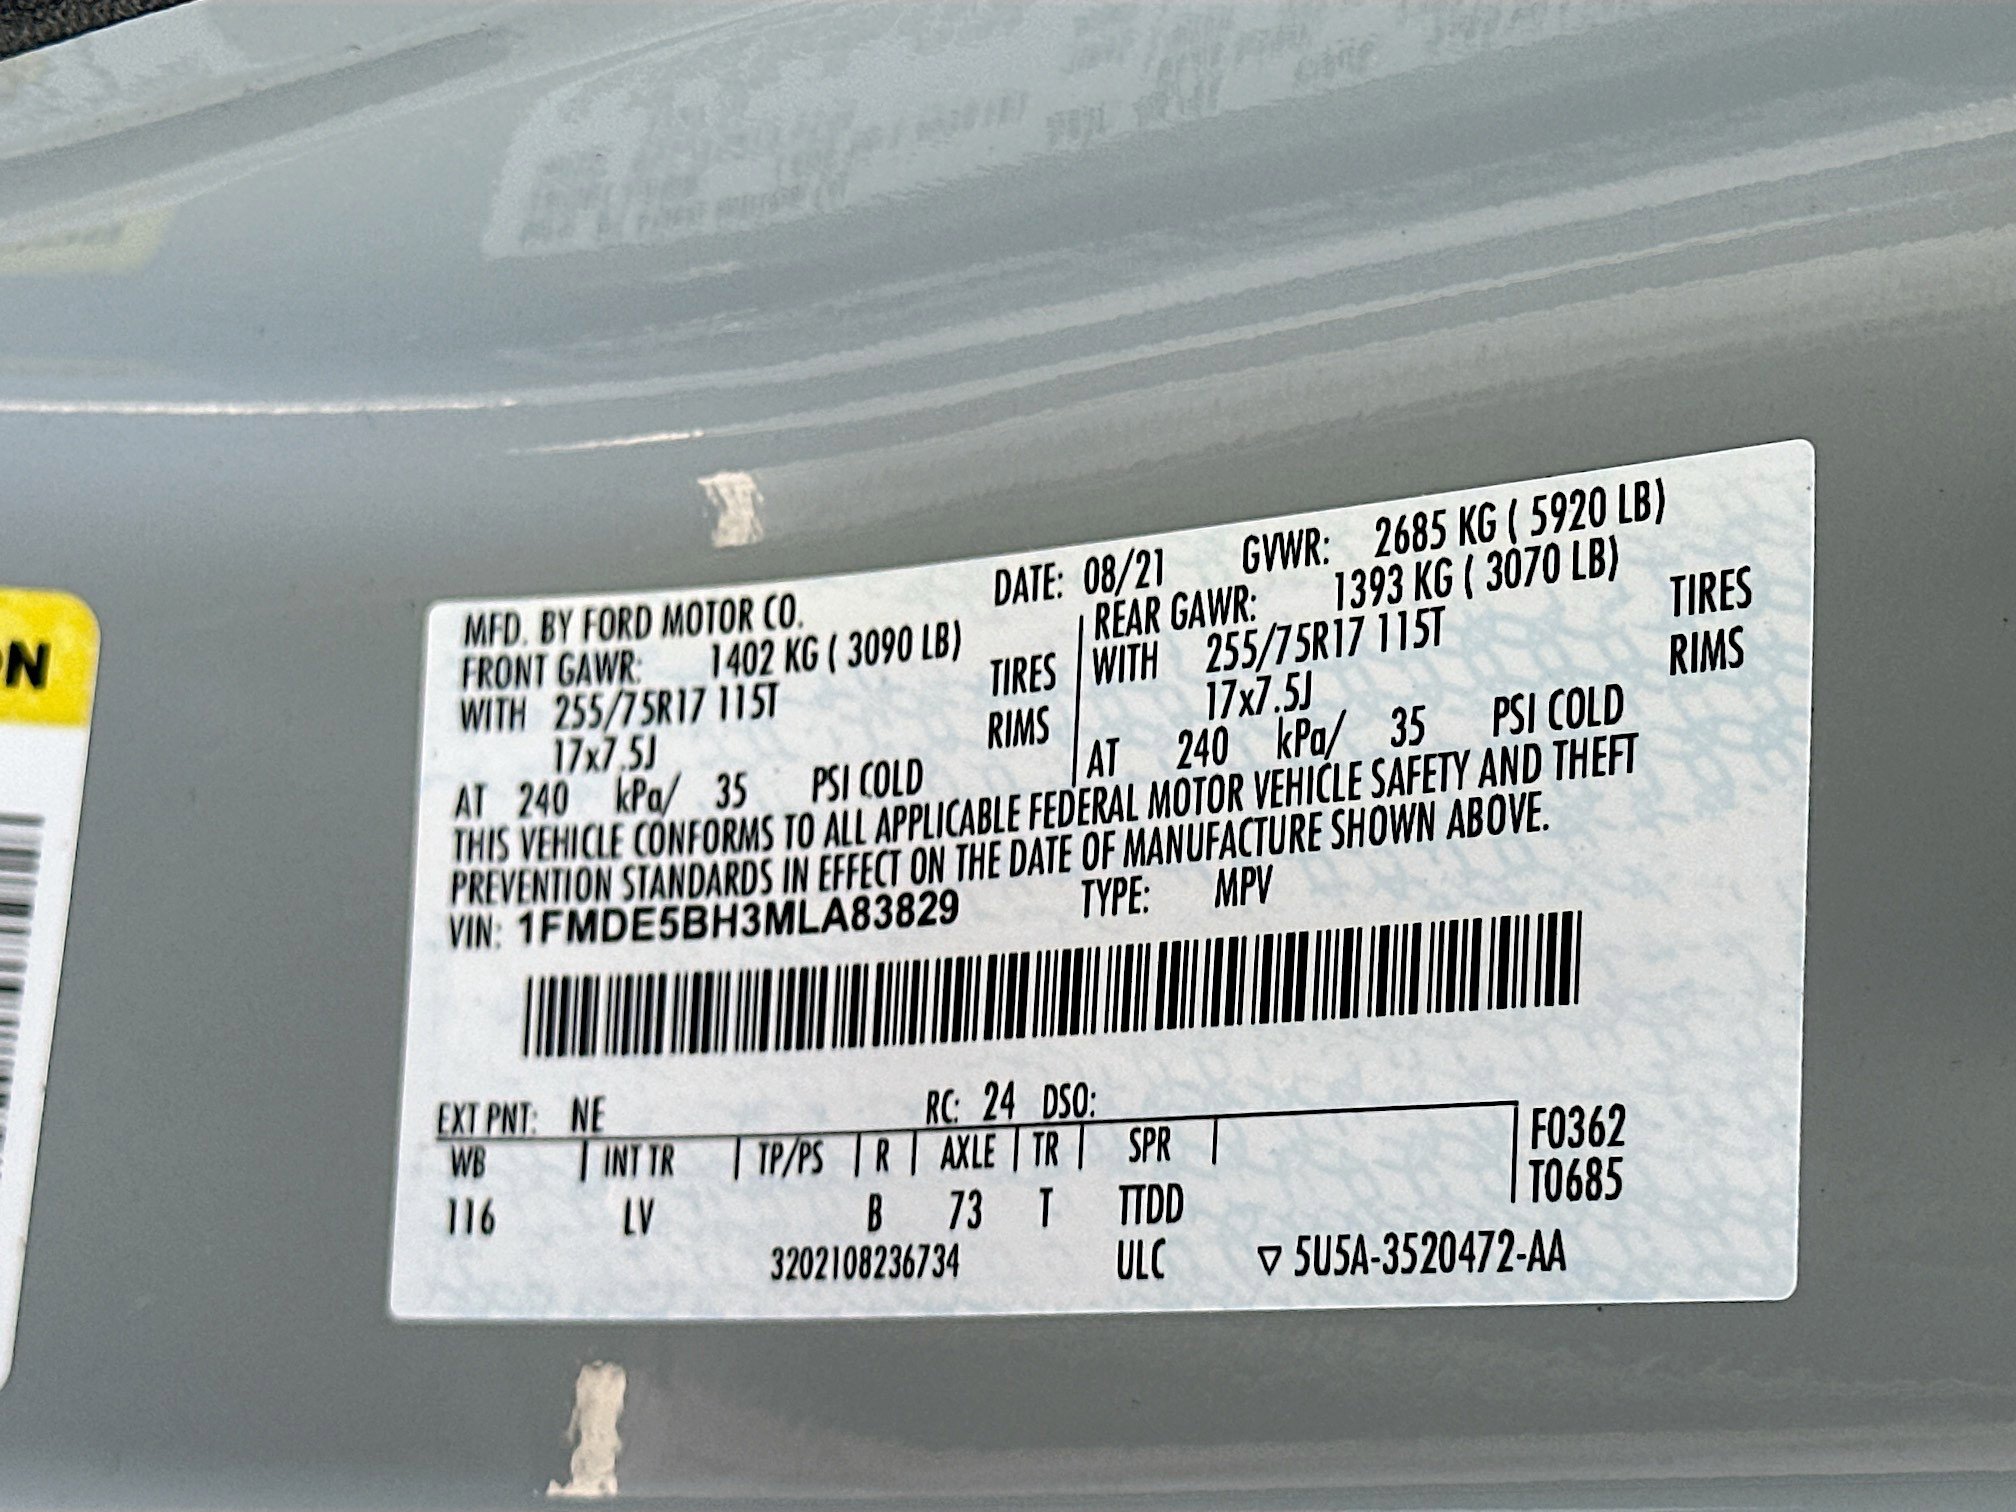 ON
MFD. BY FORD MOTOR CO. DATE: 08/21 GVWR: 2685 KG ( 5920 LB)
FRONT GAWR: 1402 KG ( 3090 LB) REAR GAWR: 1393 KG ( 3070 LB)
WITH 255/75R17 115T TIRES WITH 255/75R17 115T TIRES
17x7.5J RIMS 17x7.5J RIMS
AT 240 kPa/ 35 PSI COLD AT 240 kPa/ 35 PSI COLD
THIS VEHICLE CONFORMS TO ALL APPLICABLE FEDERAL MOTOR VEHICLE SAFETY AND THEFT
PREVENTION STANDARDS IN EFFECT ON THE DATE OF MANUFACTURE SHOWN ABOVE.
VIN: 1FMDE5BH3MLA83829 TYPE: MPV
EXT PNT: NE RC: 24 DSO:
WB INT TR TP/PS R AXLE TR SPR F0362
T0685
116 LV B 73 T TTDD
3202108236734 ULC ▽ 5U5A-3520472-AA